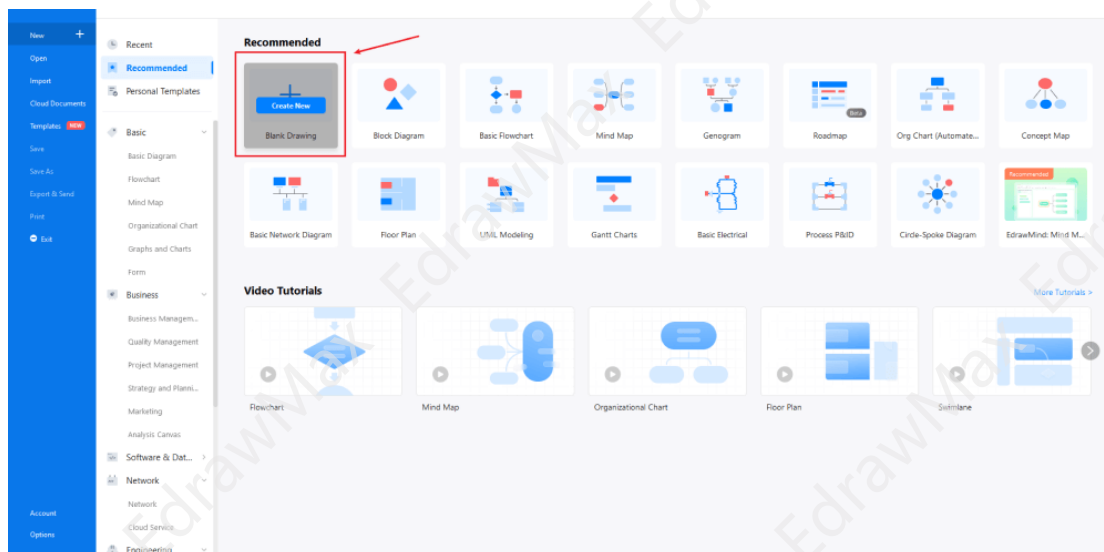 New +
Open
Import
Cloud Documents
Templates NEW
Save
Save As
Export & Send
Print
Exit
Account
Options
Recent
Recommended
Personal Templates
Basic
Basic Diagram
Flowchart
Mind Map
Organizational Chart
Graphs and Charts
Form
Business
Business Managem...
Quality Management
Project Management
Strategy and Planni...
Marketing
Analysis Canvas
Software & Dat...
Network
Network
Cloud Service
Engineering
Recommended
Create New
Beta
Blank Drawing
Block Diagram
Basic Flowchart
Mind Map
Genogram
Roadmap
Org Chart (Automate...
Concept Map
Recommended
Basic Network Diagram
Floor Plan
UML Modeling
Gantt Charts
Basic Electrical
Process P&ID
Circle-Spoke Diagram
EdrawMind: Mind M...
Video Tutorials
More Tutorials >
Flowchart
Mind Map
Organizational Chart
Floor Plan
Swimlane
EdrawMax
EdrawMax
EdrawMax
EdrawMax